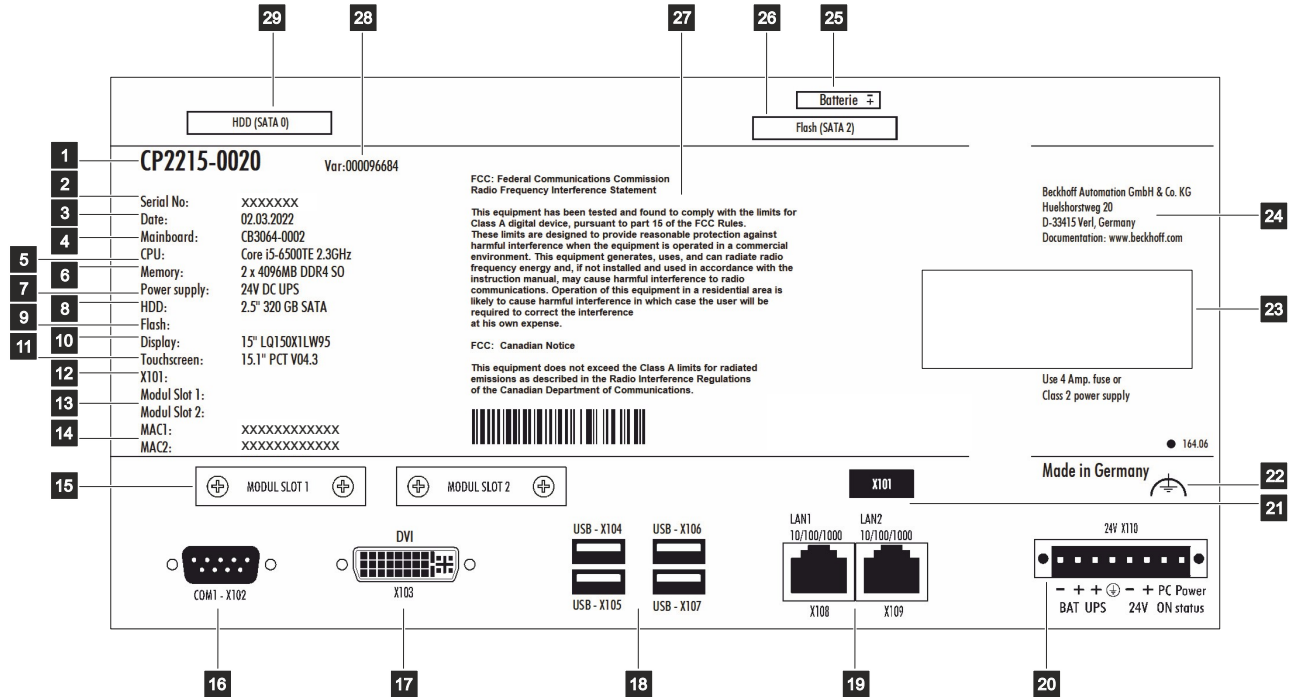 29
28
27
26
25
Batterie
HDD (SATA 0)
Flash (SATA 2)
1
CP2215-0020
Var:000096684
2
Serial No: XXXXXXX
3
Date: 02.03.2022
4
Mainboard: CB3064-0002
5
CPU: Core i5-6500TE 2.3GHz
6
Memory: 2 x 4096MB DDR4 SO
7
Power supply: 24V DC UPS
8
HDD: 2.5" 320 GB SATA
9
Flash:
10
Display: 15" LQ150X1LW95
11
Touchscreen: 15.1" PCT V04.3
12
X101:
13
Modul Slot 1:
Modul Slot 2:
14
MAC1: XXXXXXXXXXXX
MAC2: XXXXXXXXXXXX
FCC: Federal Communications Commission
Radio Frequency Interference Statement
This equipment has been tested and found to comply with the limits for
Class A digital device, pursuant to part 15 of the FCC Rules.
These limits are designed to provide reasonable protection against
harmful interference when the equipment is operated in a commercial
environment. This equipment generates, uses, and can radiate radio
frequency energy and, if not installed and used in accordance with the
instruction manual, may cause harmful interference to radio
communications. Operation of this equipment in a residential area is
likely to cause harmful interference in which case the user will be
required to correct the interference
at his own expense.
FCC: Canadian Notice
This equipment does not exceed the Class A limits for radiated
emissions as described in the Radio Interference Regulations
of the Canadian Department of Communications.
Beckhoff Automation GmbH & Co. KG
Huelshorstweg 20
D-33415 Verl, Germany
Documentation: www.beckhoff.com
24
23
Use 4 Amp. fuse or
Class 2 power supply
164.06
Made in Germany
22
15
MODUL SLOT 1
MODUL SLOT 2
X101
21
DVI
USB - X104
USB - X106
LAN1
10/100/1000
LAN2
10/100/1000
24V X110
COM1 - X102
X103
USB - X105
USB - X107
X108
X109
- + + - + PC Power
BAT UPS 24V ON status
16
17
18
19
20